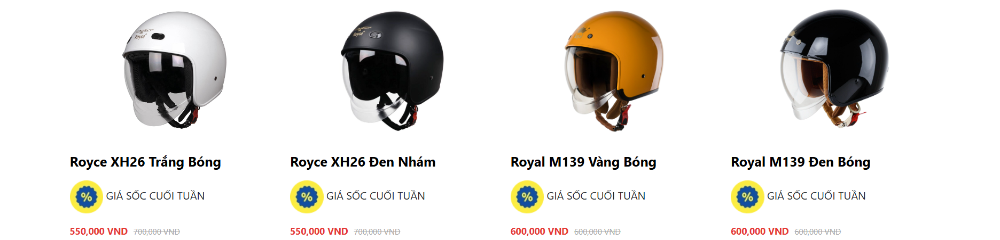 Royce
Royce
Royce XH26 Trắng Bóng
Royce XH26 Đen Nhám
Royal M139 Vàng Bóng
Royal M139 Đen Bóng
% GIÁ SỐC CUỐI TUẦN
% GIÁ SỐC CUỐI TUẦN
% GIÁ SỐC CUỐI TUẦN
% GIÁ SỐC CUỐI TUẦN
550,000 VND 700,000 VND
550,000 VND 700,000 VND
600,000 VND 600,000 VND
600,000 VND 600,000 VND